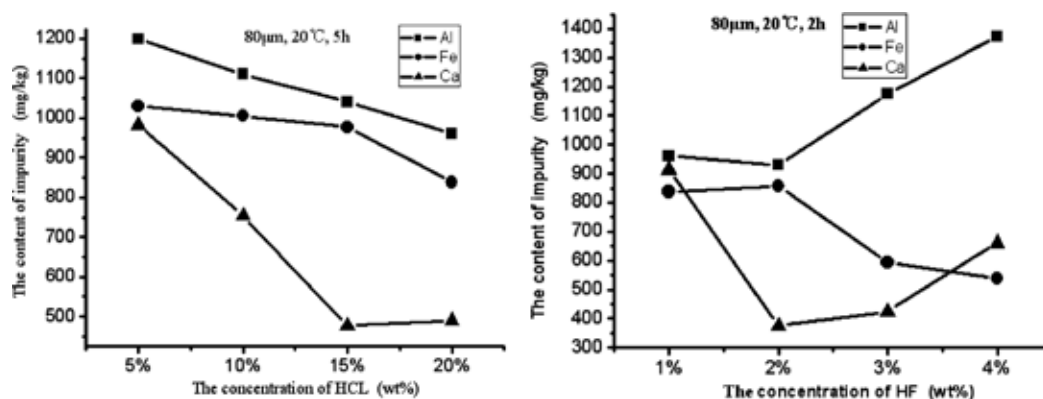 80μm, 20℃, 5h
Al
Fe
Ca
The content of impurity (mg/kg)
1200
1100
1000
900
800
700
600
500
5%
10%
15%
20%
The concentration of HCL (wt%)
80μm, 20℃, 2h
Al
Fe
Ca
The content of impurity (mg/kg)
1400
1300
1200
1100
1000
900
800
700
600
500
400
300
1%
2%
3%
4%
The concentration of HF (wt%)